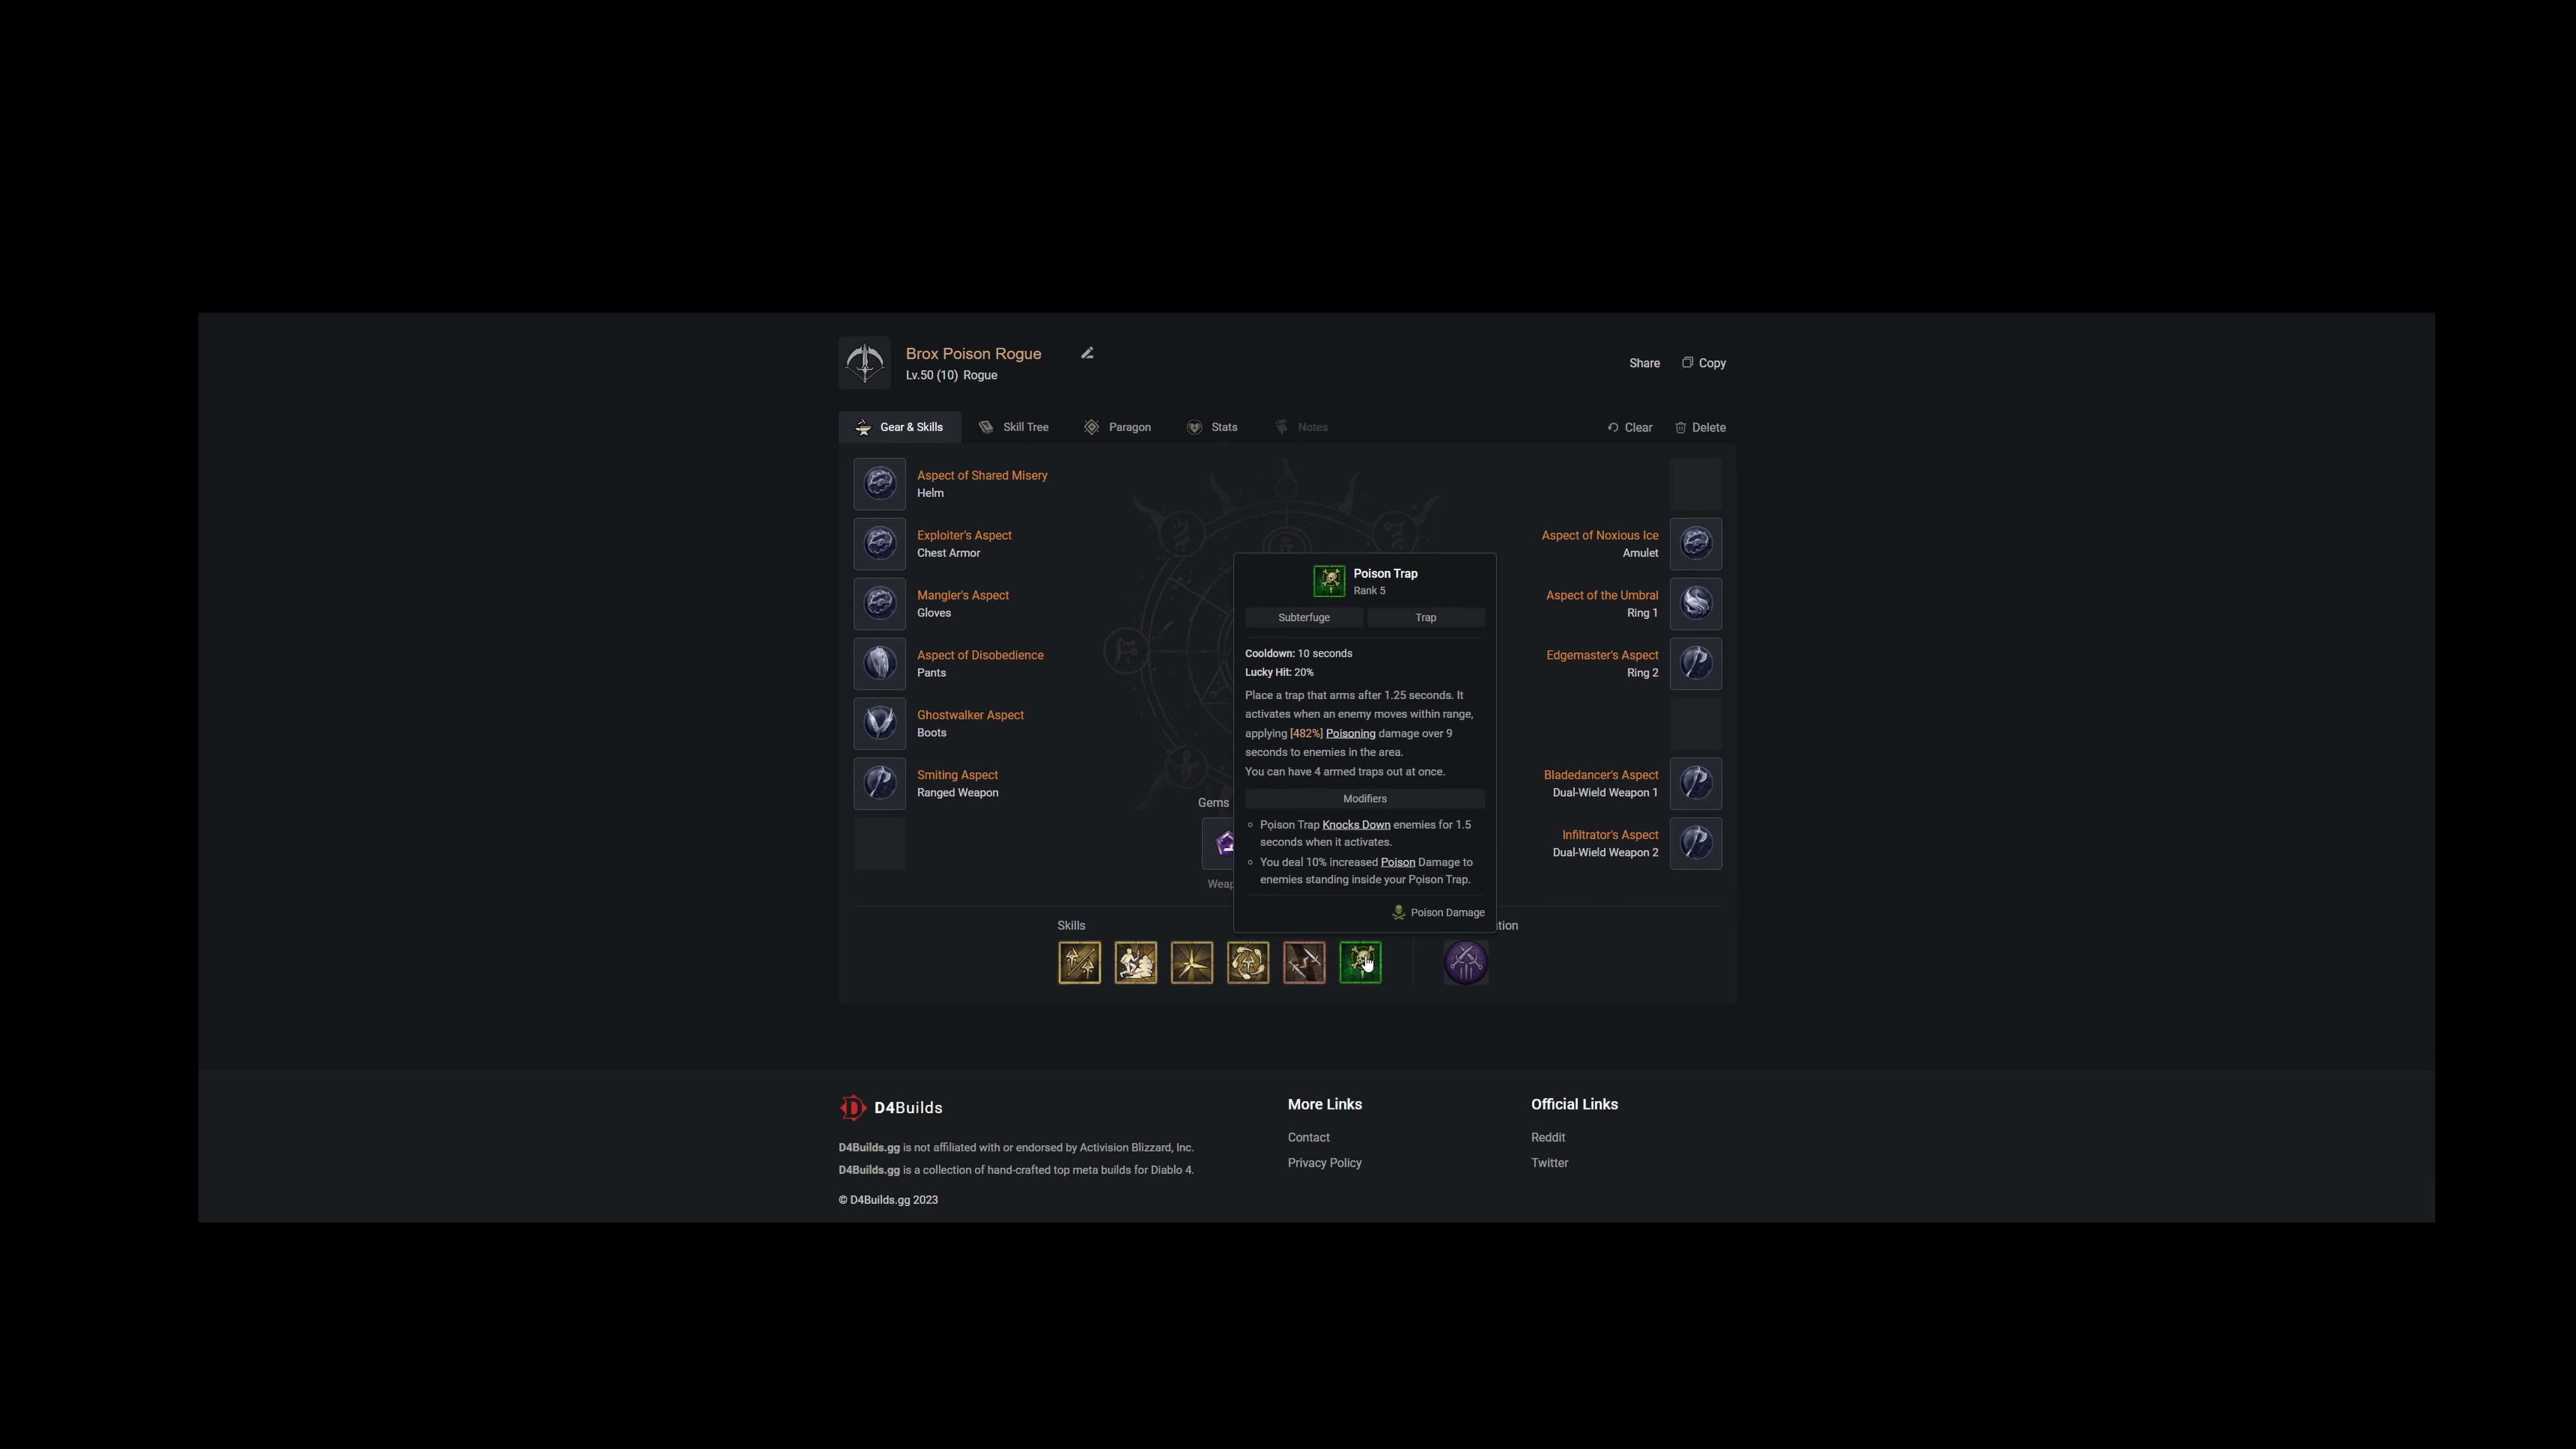 Brox Poison Rogue
Lv.50 (10) Rogue
Share
Copy
Gear & Skills
Skill Tree
Paragon
Stats
Notes
Clear
Delete
Aspect of Shared Misery
Helm
Exploiter's Aspect
Chest Armor
Mangler's Aspect
Gloves
Aspect of Disobedience
Pants
Ghostwalker Aspect
Boots
Smiting Aspect
Ranged Weapon
Gems
Weap
Poison Trap
Rank 5
Subterfuge
Trap
Cooldown: 10 seconds
Lucky Hit: 20%
Place a trap that arms after 1.25 seconds. It
activates when an enemy moves within range,
applying [482%] Poisoning damage over 9
seconds to enemies in the area.
You can have 4 armed traps out at once.
Modifiers
Poison Trap Knocks Down enemies for 1.5
seconds when it activates.
You deal 10% increased Poison Damage to
enemies standing inside your Poison Trap.
Poison Damage
Aspect of Noxious Ice
Amulet
Aspect of the Umbral
Ring 1
Edgemaster's Aspect
Ring 2
Bladedancer's Aspect
Dual-Wield Weapon 1
Infiltrator's Aspect
Dual-Wield Weapon 2
Skills
tion
D4Builds
D4Builds.gg is not affiliated with or endorsed by Activision Blizzard, Inc.
D4Builds.gg is a collection of hand-crafted top meta builds for Diablo 4.
© D4Builds.gg 2023
More Links
Contact
Privacy Policy
Official Links
Reddit
Twitter